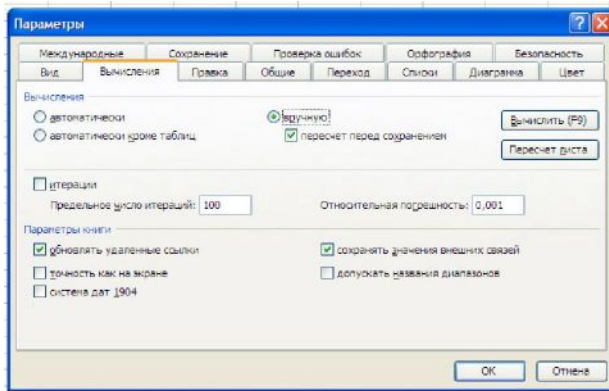 Параметры
Международные Сохранение Проверка ошибок Орфография Безопасность
Вид Вычисления Правка Общие Переход Списки Диаграмма Цвет
Вычисления
автоматически вручную Вычислить (F9)
автоматически кроме таблиц пересчет перед сохранением
Пересчет листа
итерации
Предельное число итераций: 100 Относительная погрешность: 0,001
Параметры книги
обновлять удаленные ссылки сохранять значения внешних связей
точность как на экране допускать названия диапазонов
система дат 1904
ОК Отмена